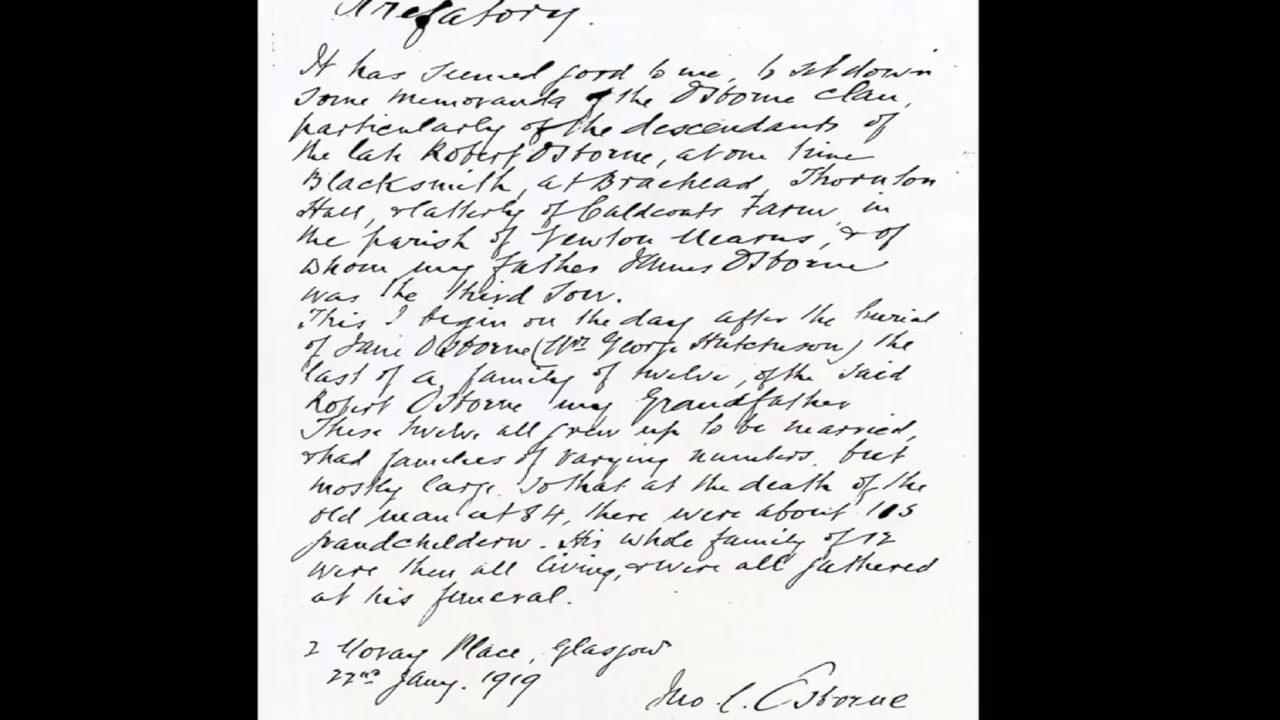 Prefatory.
It has seemed good to me, to set down
some memoranda of the Osborne Clan,
particularly of the descendants of
the late Robert Osborne, at one time
Blacksmith, at Braehead, Thornton
Hall, & latterly of Caldcoats Farm, in
the parish of Newton Mearns, & of
whom my father James Osborne
was the third son.
This I begin on the day after the burial
of Jane Osborne (Mrs George Hutcheson) the
last of a family of twelve, of the said
Robert Osborne my Grandfather
These twelve all grew up to be married,
& had families of varying numbers, but
mostly large. So that at the death of the
old man at 84, there were about 105
grandchildern. His whole family of 12
were then all living, & were all gathered
at his funeral.
2 Moray Place, Glasgow
22nd Jany. 1919
Jno. C. Osborne